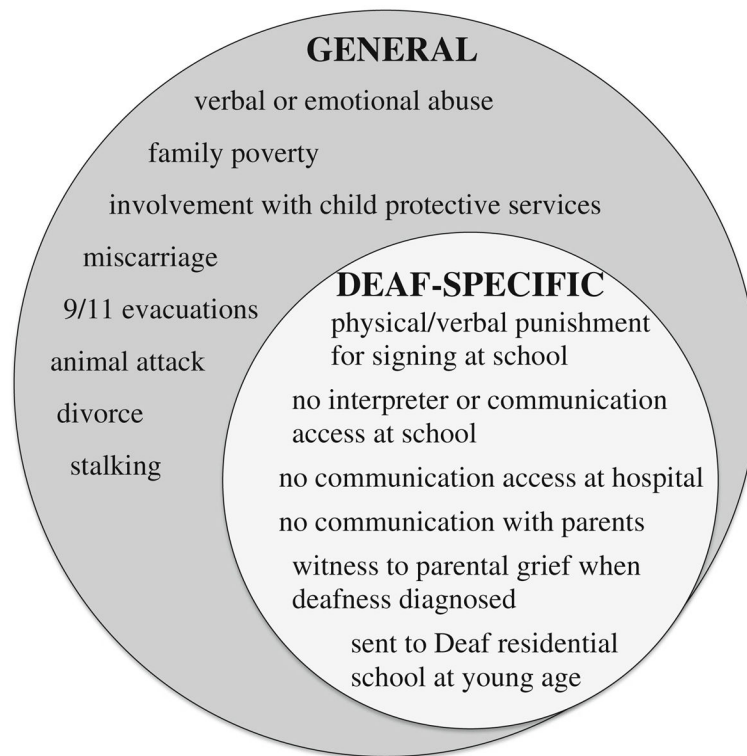 GENERAL
verbal or emotional abuse
family poverty
involvement with child protective services
miscarriage
9/11 evacuations
animal attack
divorce
stalking
DEAF-SPECIFIC
physical/verbal punishment
for signing at school
no interpreter or communication
access at school
no communication access at hospital
no communication with parents
witness to parental grief when
deafness diagnosed
sent to Deaf residential
school at young age